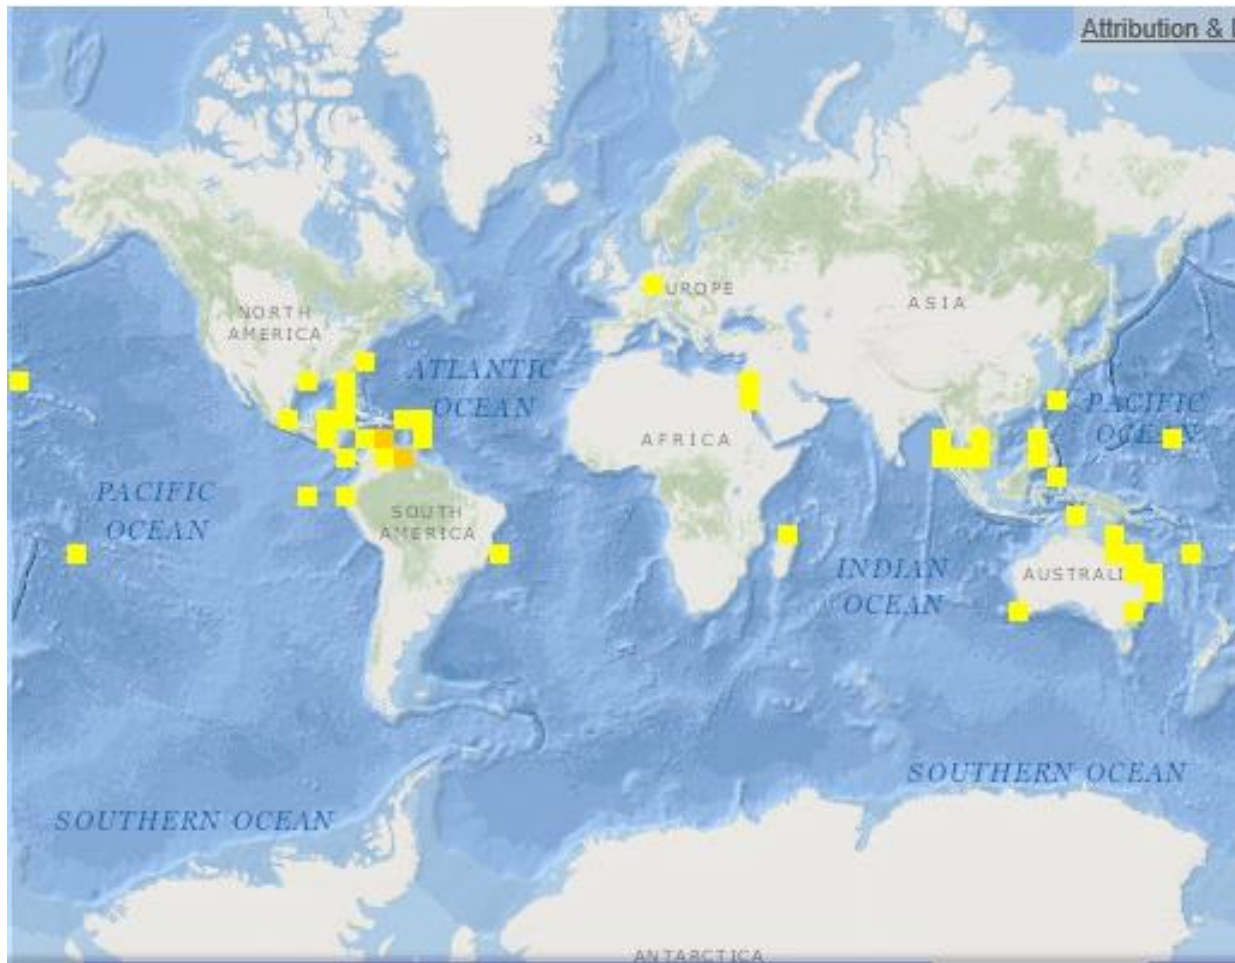 Attribution &
UROPE
ASIA
NORTH
AMERICA
ATLANTIC
OCEAN
PACIFIC
OCEAN
AFRICA
PACIFIC
OCEAN
SOUTH
AMERICA
INDIAN
OCEAN
AUSTRALI
SOUTHERN OCEAN
SOUTHERN OCEAN
ANTARCTICA